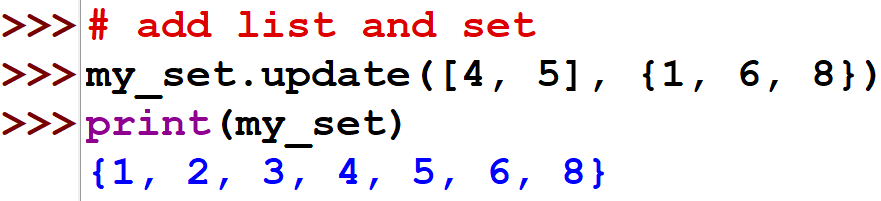 >>> # add list and set
>>> my_set.update([4, 5], {1, 6, 8})
>>> print(my_set)
{1, 2, 3, 4, 5, 6, 8}